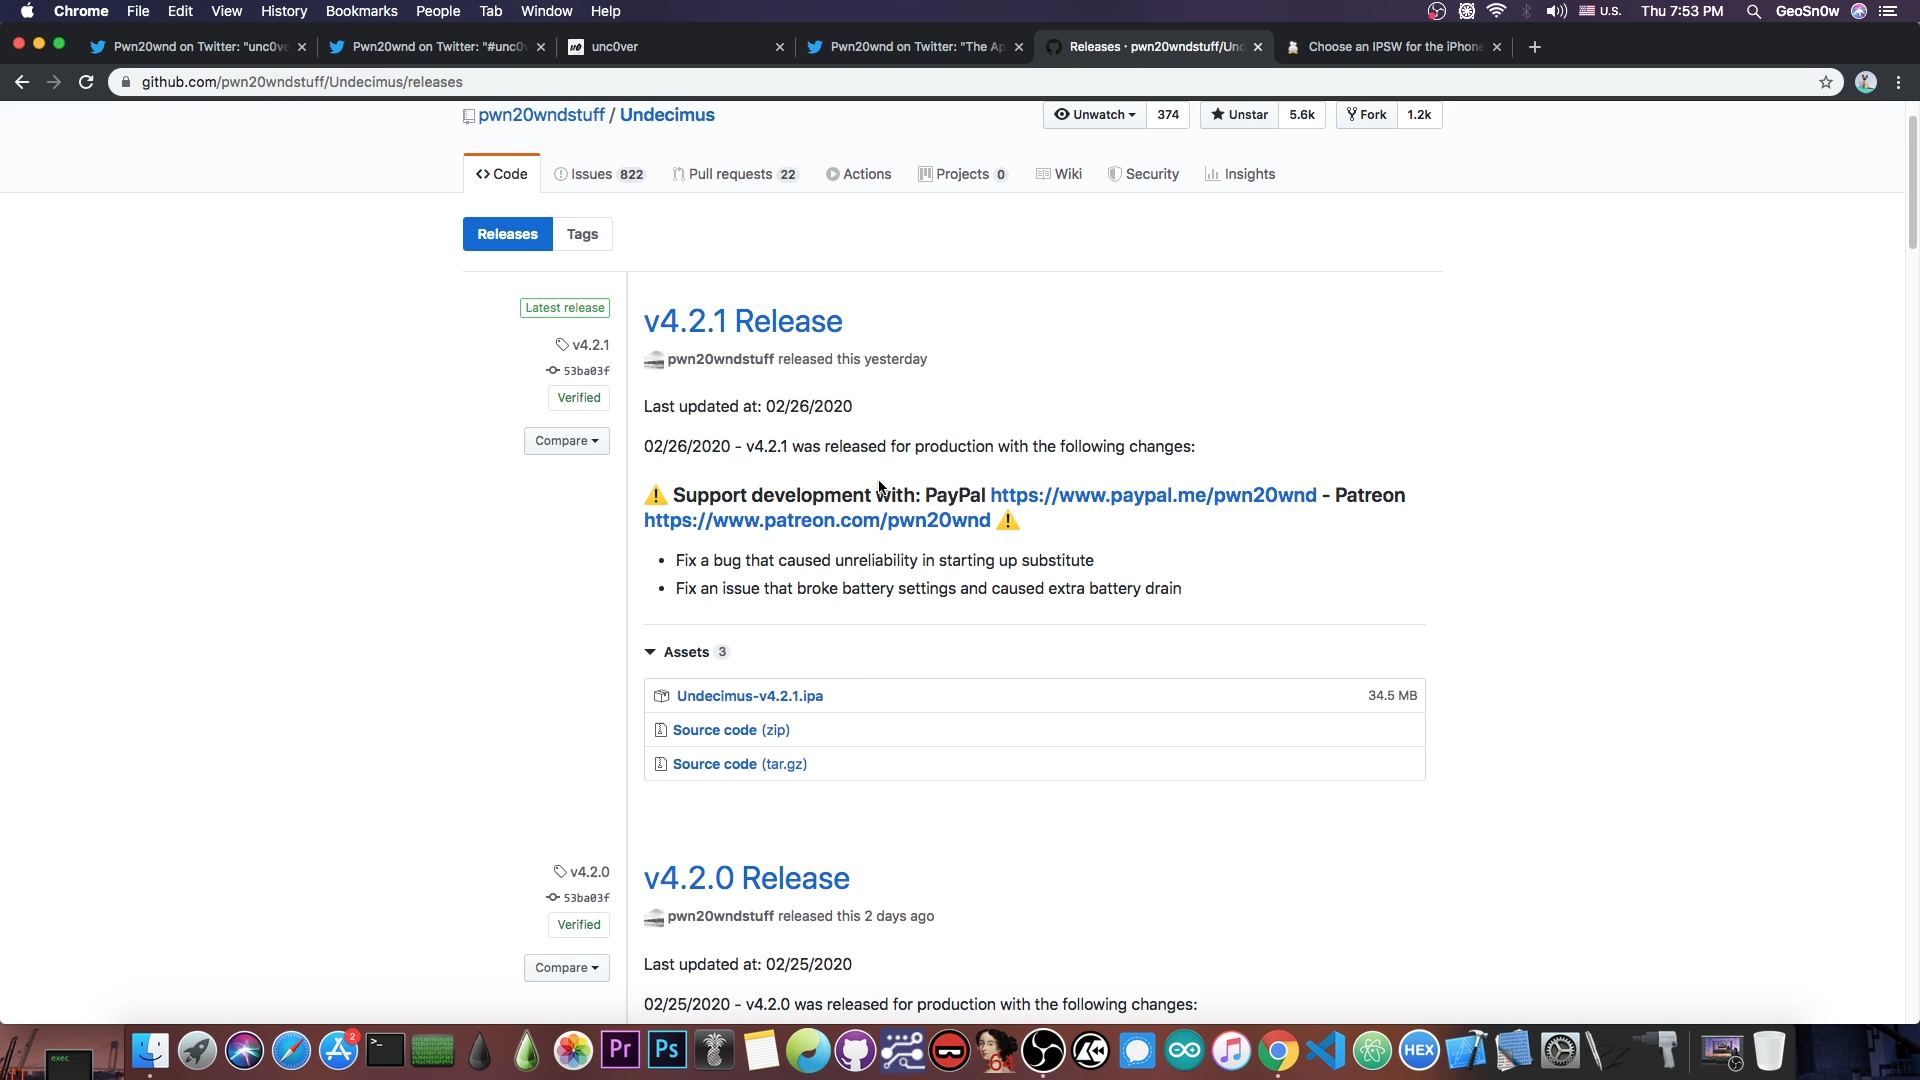 Chrome File Edit View History Bookmarks People Tab Window Help U.S. Thu 7:53 PM GeoSn0w
Pwn20wnd on Twitter: "unc0ve Pwn20wnd on Twitter: "#unc0v unc0ver Pwn20wnd on Twitter: "The Ap Releases · pwn20wndstuff/Unc Choose an IPSW for the iPhone
github.com/pwn20wndstuff/Undecimus/releases
pwn20wndstuff / Undecimus Unwatch 374 Unstar 5.6k Fork 1.2k
Code Issues 822 Pull requests 22 Actions Projects 0 Wiki Security Insights
Releases Tags
Latest release
v4.2.1
53ba03f
Verified
Compare
v4.2.1 Release
pwn20wndstuff released this yesterday
Last updated at: 02/26/2020
02/26/2020 - v4.2.1 was released for production with the following changes:
⚠️ Support development with: PayPal https://www.paypal.me/pwn20wnd - Patreon
https://www.patreon.com/pwn20wnd ⚠️
• Fix a bug that caused unreliability in starting up substitute
• Fix an issue that broke battery settings and caused extra battery drain
Assets 3
Undecimus-v4.2.1.ipa 34.5 MB
Source code (zip)
Source code (tar.gz)
v4.2.0
53ba03f
Verified
Compare
v4.2.0 Release
pwn20wndstuff released this 2 days ago
Last updated at: 02/25/2020
02/25/2020 - v4.2.0 was released for production with the following changes:
exec 2 Pr Ps 64 HEX